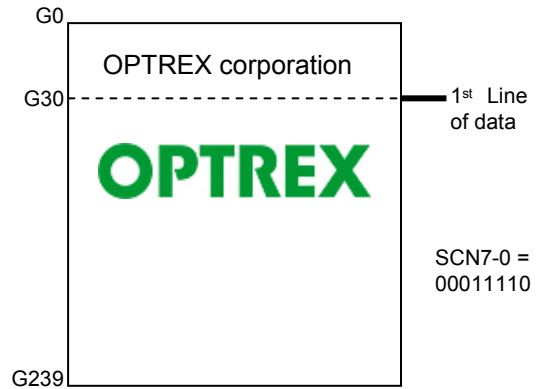 G0
OPTREX corporation
G30
1st Line
of data
OPTREX
SCN7-0 =
00011110
G239